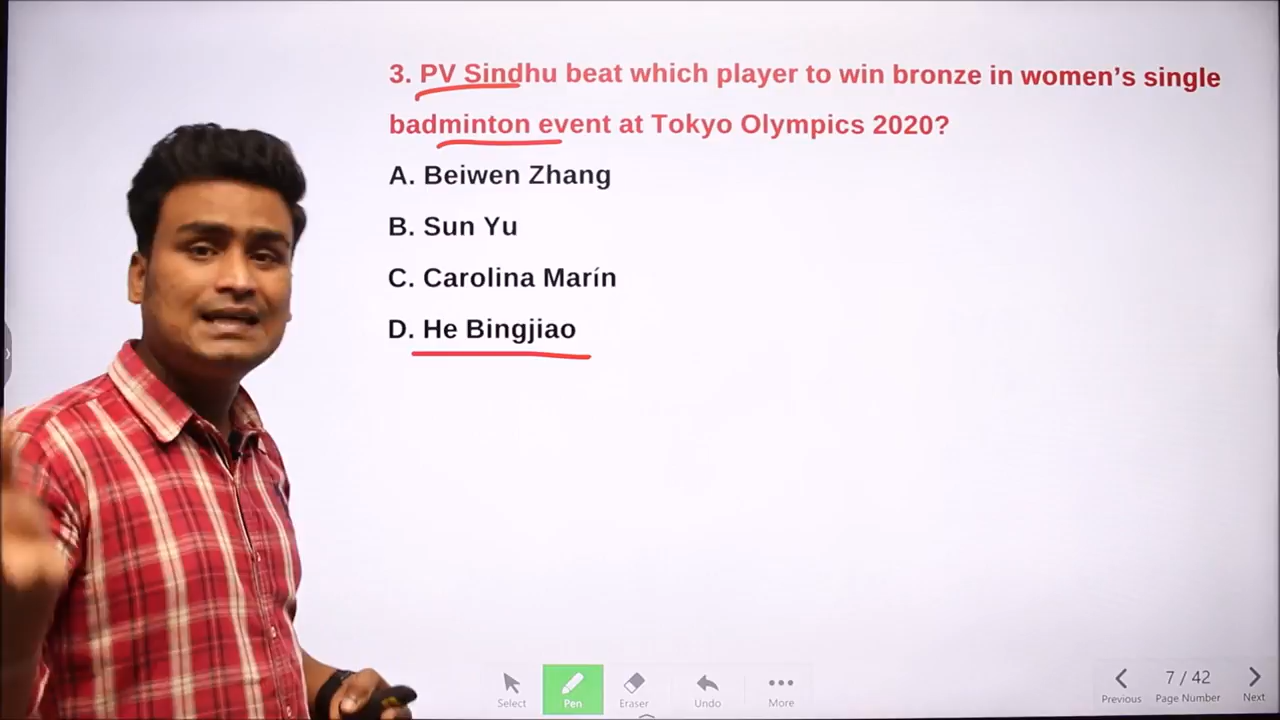 3. PV Sindhu beat which player to win bronze in women’s single
badminton event at Tokyo Olympics 2020?
A. Beiwen Zhang
B. Sun Yu
C. Carolina Marín
D. He Bingjiao
Select
Pen
Eraser
Undo
More
Previous
7 / 42
Page Number
Next